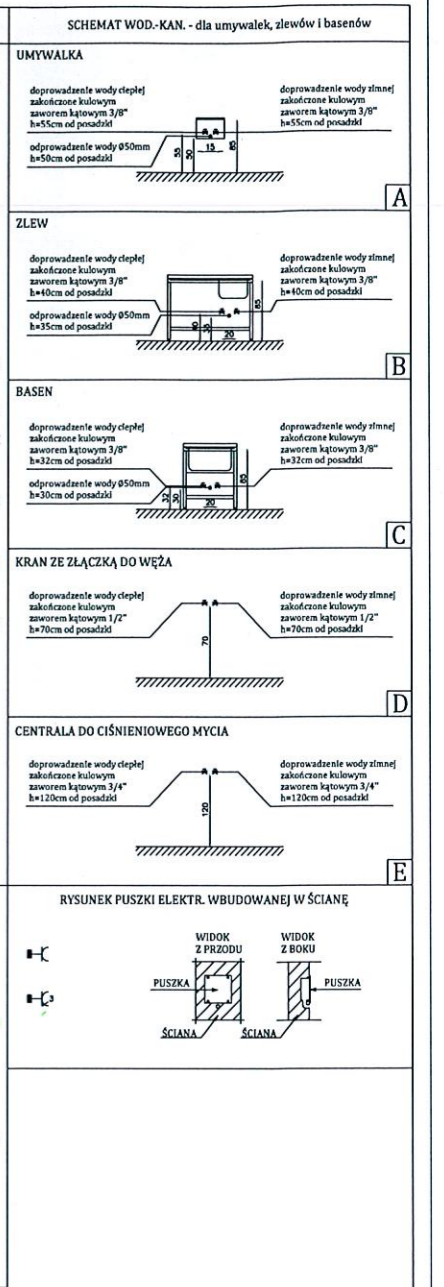 SCHEMAT WOD.-KAN. - dla umywalek, zlewów i basenów
UMYWALKA
doprowadzenie wody ciepłej
zakończone kulowym
zaworem kątowym 3/8"
h=55cm od posadzki
odprowadzenie wody Ø50mm
h=50cm od posadzki
doprowadzenie wody zimnej
zakończone kulowym
zaworem kątowym 3/8"
h=55cm od posadzki
55
50
15
85
A
ZLEW
doprowadzenie wody ciepłej
zakończone kulowym
zaworem kątowym 3/8"
h=40cm od posadzki
odprowadzenie wody Ø50mm
h=35cm od posadzki
doprowadzenie wody zimnej
zakończone kulowym
zaworem kątowym 3/8"
h=40cm od posadzki
40
35
20
85
B
BASEN
doprowadzenie wody ciepłej
zakończone kulowym
zaworem kątowym 3/8"
h=32cm od posadzki
odprowadzenie wody Ø50mm
h=30cm od posadzki
doprowadzenie wody zimnej
zakończone kulowym
zaworem kątowym 3/8"
h=32cm od posadzki
32
30
20
85
C
KRAN ZE ZŁĄCZKĄ DO WĘŻA
doprowadzenie wody ciepłej
zakończone kulowym
zaworem kątowym 1/2"
h=70cm od posadzki
doprowadzenie wody zimnej
zakończone kulowym
zaworem kątowym 1/2"
h=70cm od posadzki
70
D
CENTRALA DO CIŚNIENIOWEGO MYCIA
doprowadzenie wody ciepłej
zakończone kulowym
zaworem kątowym 3/4"
h=120cm od posadzki
doprowadzenie wody zimnej
zakończone kulowym
zaworem kątowym 3/4"
h=120cm od posadzki
120
E
RYSUNEK PUSZKI ELEKTR. WBUDOWANEJ W ŚCIANĘ
WIDOK
Z PRZODU
WIDOK
Z BOKU
PUSZKA
PUSZKA
3
ŚCIANA
ŚCIANA